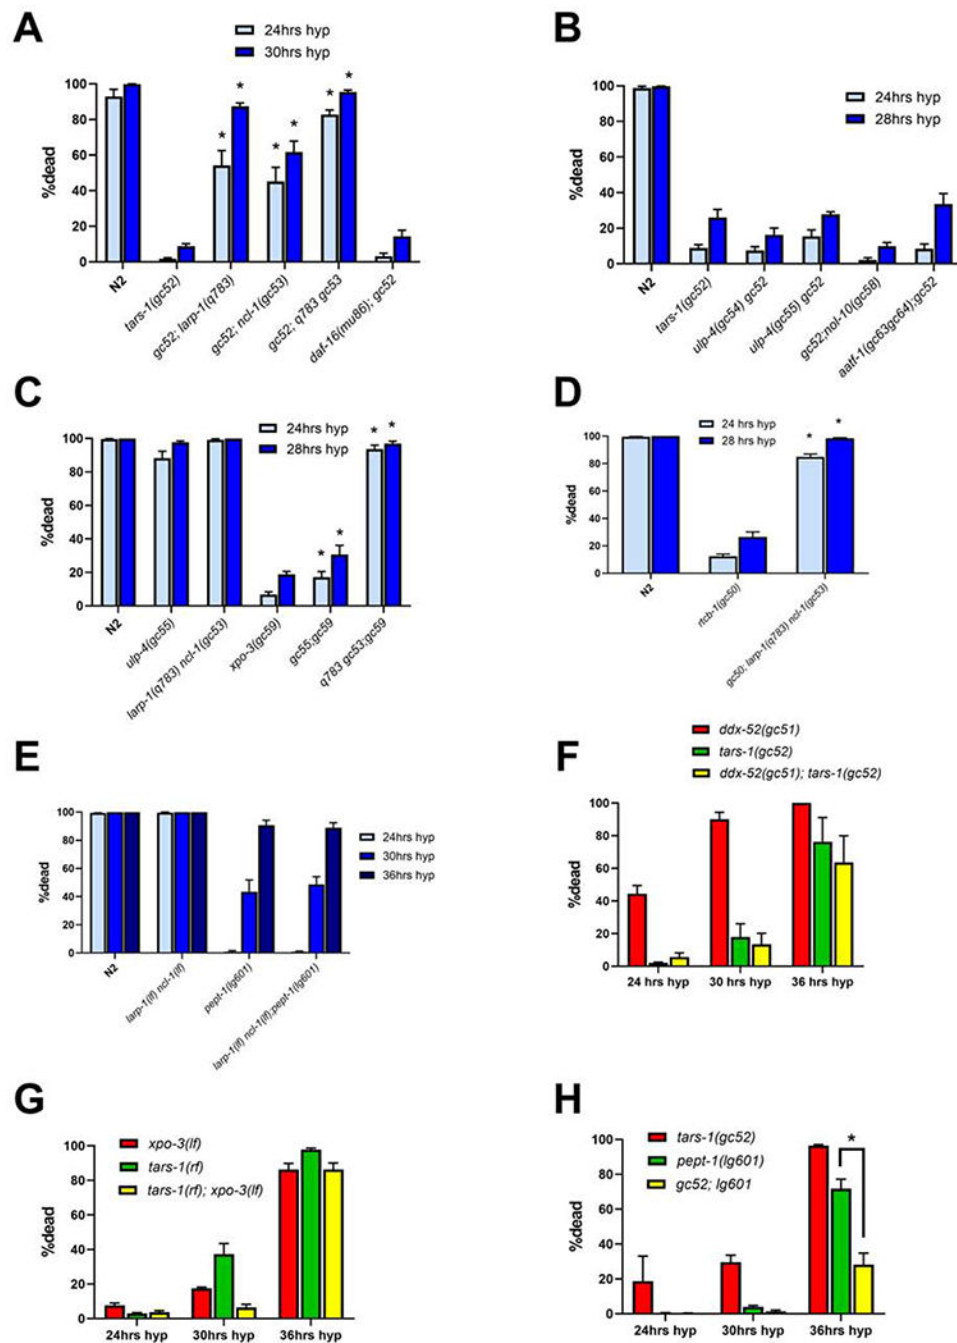 A
24hrs hyp
30hrs hyp
%dead
100
80
60
40
20
0
* * * * * *
N2
tars-1(gc52)
gc52; larp-1(q783)
gc52; ncl-1(gc53)
gc52; q783 gc53
daf-16(mu86); gc52
B
24hrs hyp
28hrs hyp
%dead
100
80
60
40
20
0
N2
tars-1(gc52)
ulp-4(gc54) gc52
ulp-4(gc55) gc52
gc52;nol-10(gc58)
aatf-1(gc63gc64);gc52
C
24hrs hyp
28hrs hyp
%dead
100
80
60
40
20
0
* * * *
N2
ulp-4(gc55)
larp-1(q783) ncl-1(gc53)
xpo-3(gc59)
gc55;gc59
q783 gc53;gc59
D
24 hrs hyp
28 hrs hyp
%dead
100
80
60
40
20
0
* *
N2
rtcb-1(gc50)
gc50; larp-1(q783) ncl-1(gc53)
E
24hrs hyp
30hrs hyp
36hrs hyp
%dead
100
80
60
40
20
0
N2
larp-1(lf) ncl-1(lf)
pept-1(lg601)
larp-1(lf) ncl-1(lf);pept-1(lg601)
F
ddx-52(gc51)
tars-1(gc52)
ddx-52(gc51); tars-1(gc52)
%dead
100
80
60
40
20
0
24 hrs hyp
30 hrs hyp
36 hrs hyp
G
xpo-3(lf)
tars-1(rf)
tars-1(rf); xpo-3(lf)
%dead
100
80
60
40
20
0
24hrs hyp
30hrs hyp
36hrs hyp
H
tars-1(gc52)
pept-1(lg601)
gc52; lg601
%dead
100
80
60
40
20
0
*
24hrs hyp
30hrs hyp
36hrs hyp